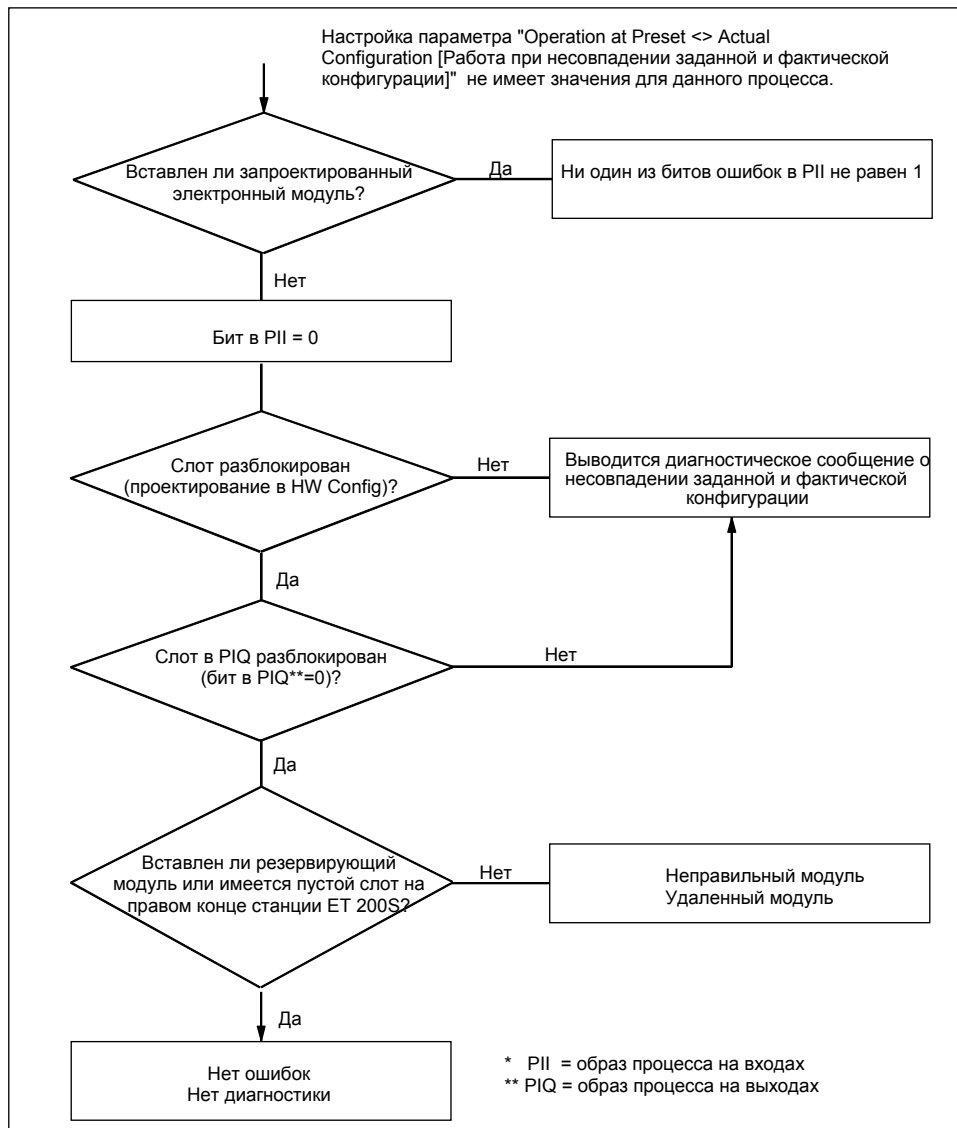 Настройка параметра "Operation at Preset <> Actual
Configuration [Работа при несовпадении заданной и фактической
конфигурации]" не имеет значения для данного процесса.
Вставлен ли запроектированный
электронный модуль?
Да
Ни один из битов ошибок в PII не равен 1
Нет
Бит в PII = 0
Слот разблокирован
(проектирование в HW Config)?
Нет
Выводится диагностическое сообщение о
несовпадении заданной и фактической
конфигурации
Да
Слот в PIQ разблокирован
(бит в PIQ**=0)?
Нет
Да
Вставлен ли резервирующий
модуль или имеется пустой слот на
правом конце станции ET 200S?
Нет
Неправильный модуль
Удаленный модуль
Да
Нет ошибок
Нет диагностики
* PII = образ процесса на входах
** PIQ = образ процесса на выходах